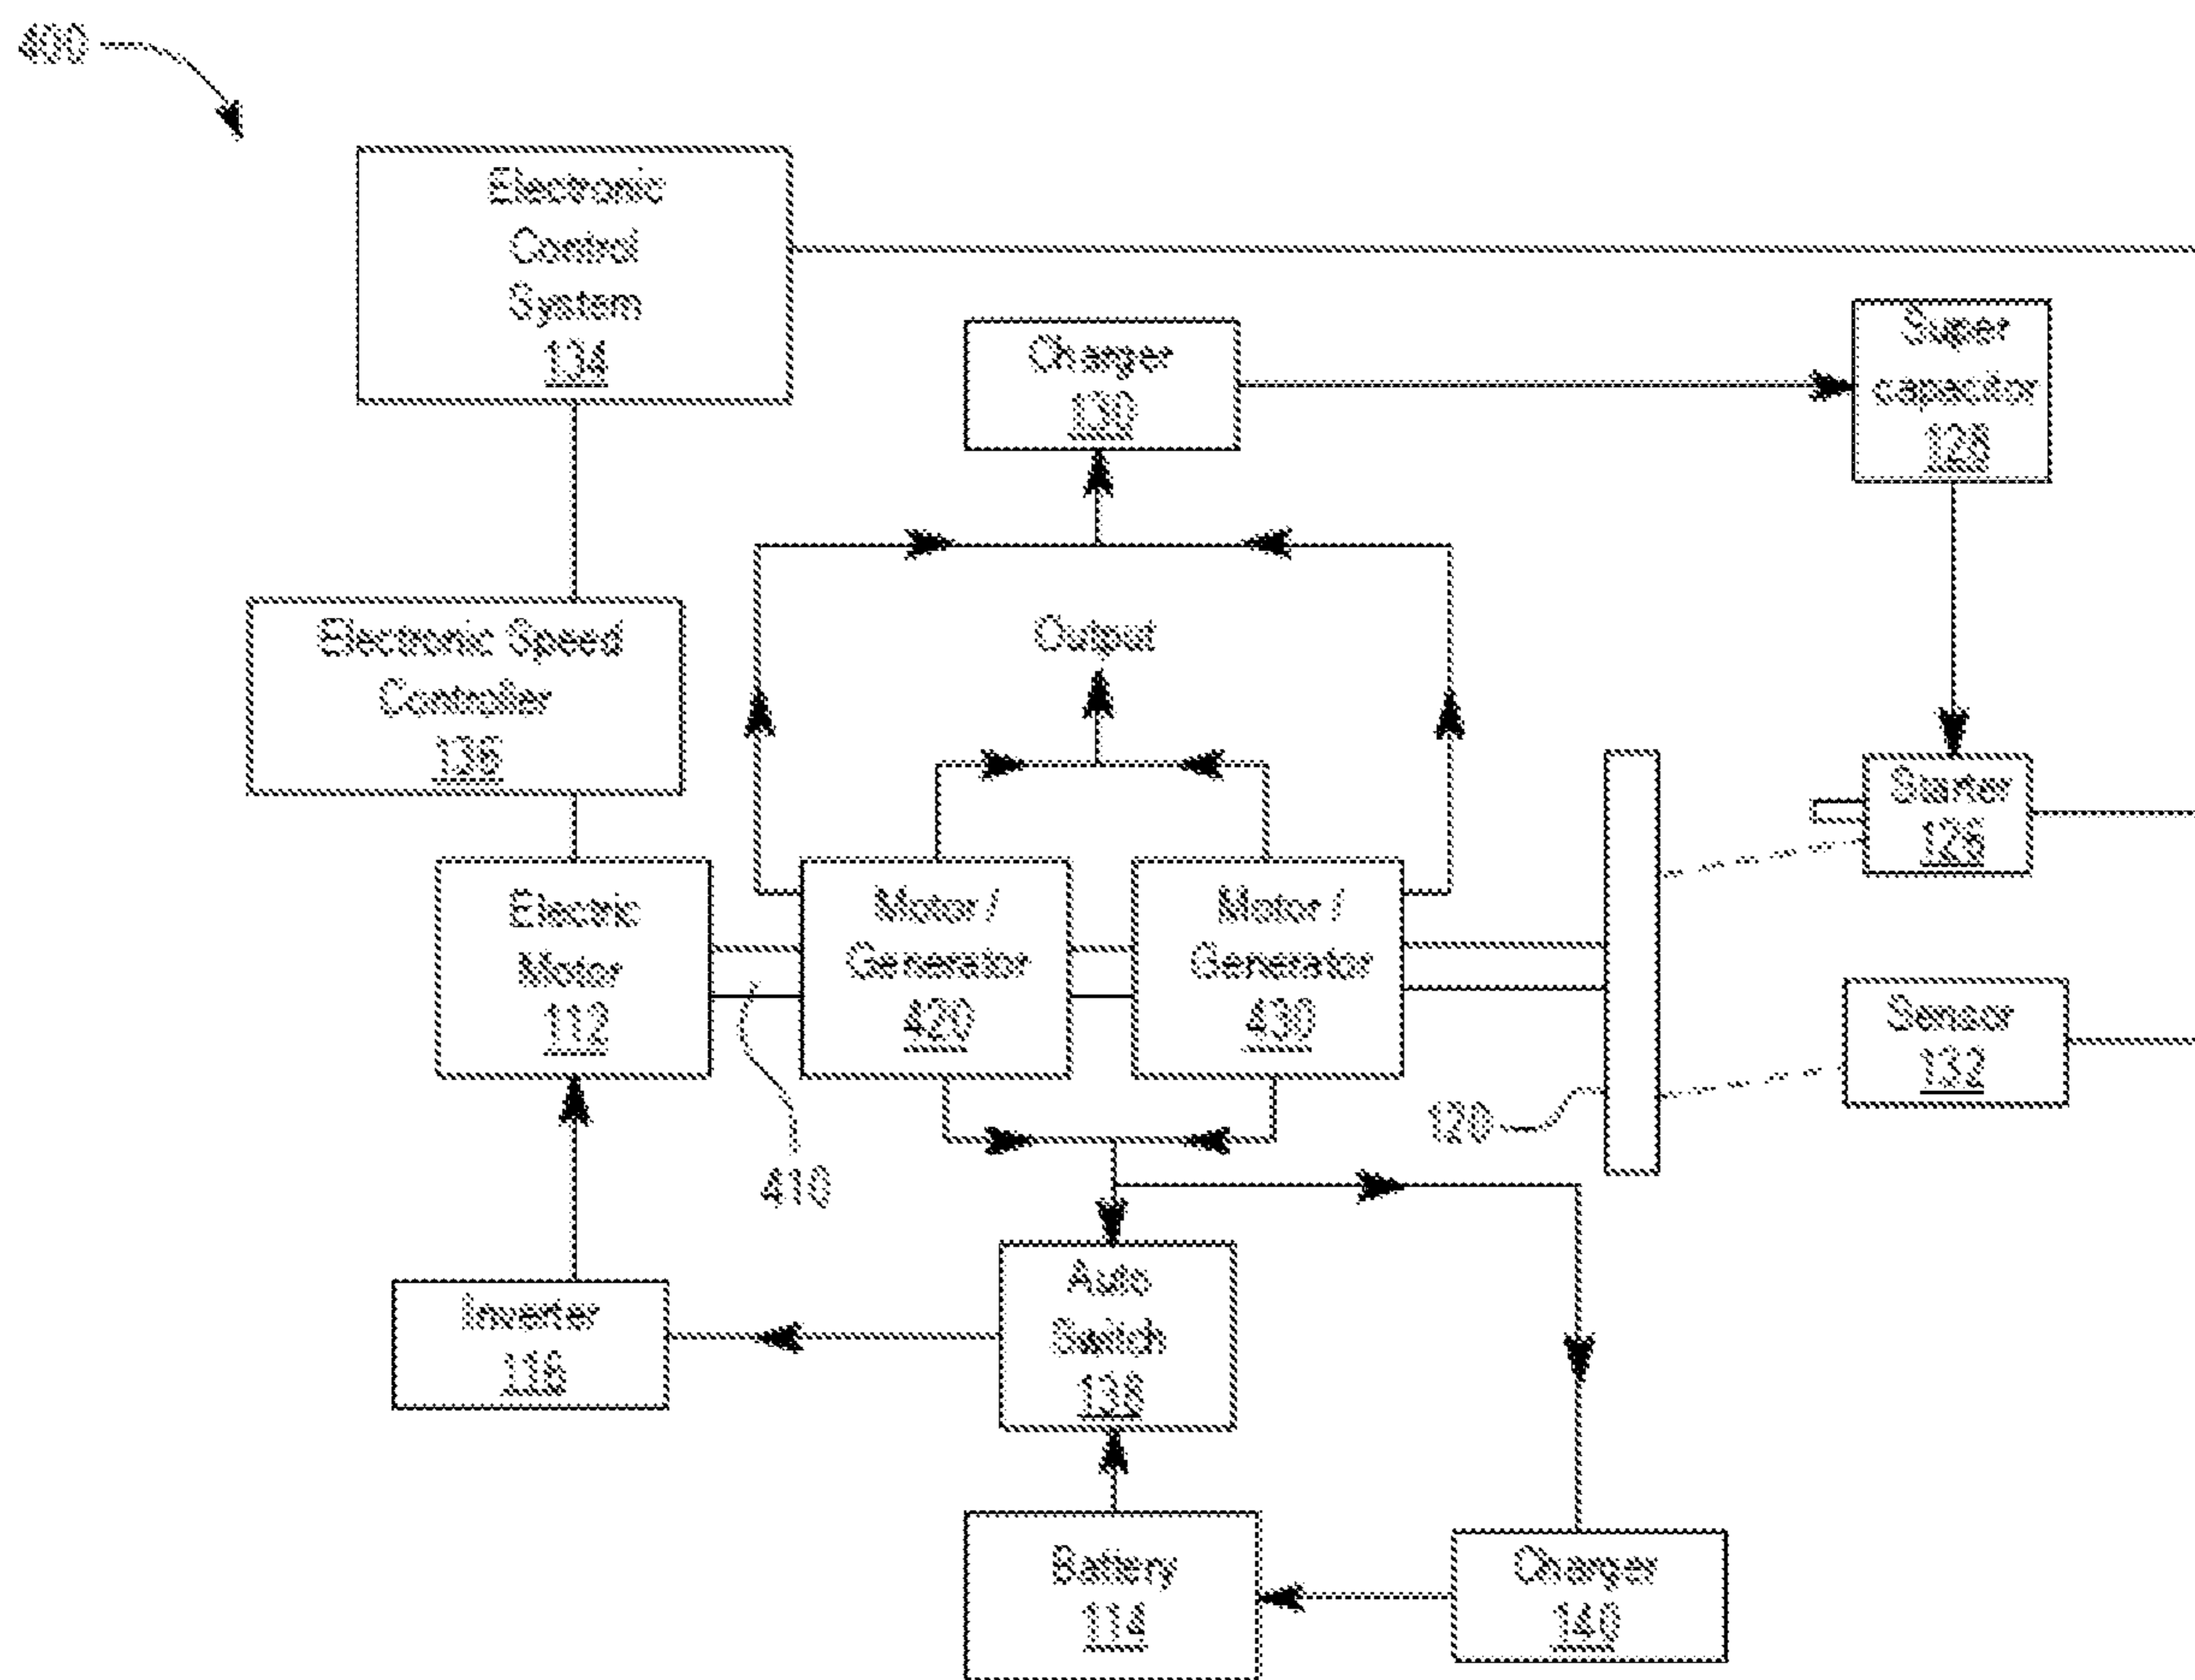 400
Electronic
Control
System
134
Charger
130
Super
capacitor
128
Output
Electronic Speed
Controller
136
Starter
126
Electric
Motor
112
Motor /
Generator
420
Motor /
Generator
430
Sensor
132
120
410
Auto
Switch
138
Inverter
116
Battery
114
Charger
140